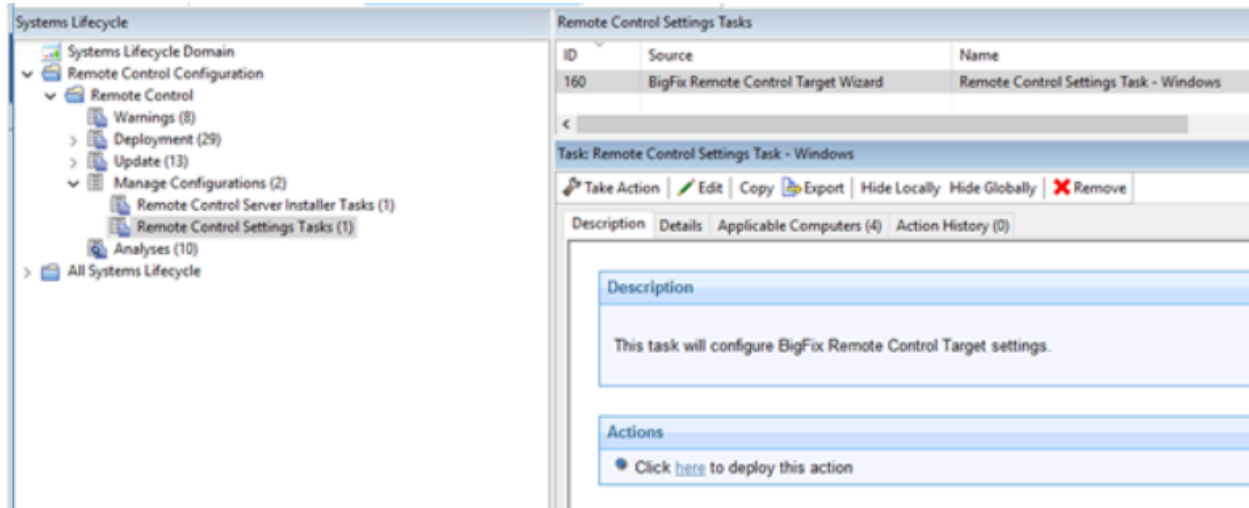 Systems Lifecycle
Systems Lifecycle Domain
Remote Control Configuration
Remote Control
Warnings (8)
Deployment (29)
Update (13)
Manage Configurations (2)
Remote Control Server Installer Tasks (1)
Remote Control Settings Tasks (1)
Analyses (10)
All Systems Lifecycle
Remote Control Settings Tasks
ID Source Name
160 BigFix Remote Control Target Wizard Remote Control Settings Task - Windows
Task: Remote Control Settings Task - Windows
Take Action Edit Copy Export Hide Locally Hide Globally Remove
Description Details Applicable Computers (4) Action History (0)
Description
This task will configure BigFix Remote Control Target settings.
Actions
Click here to deploy this action